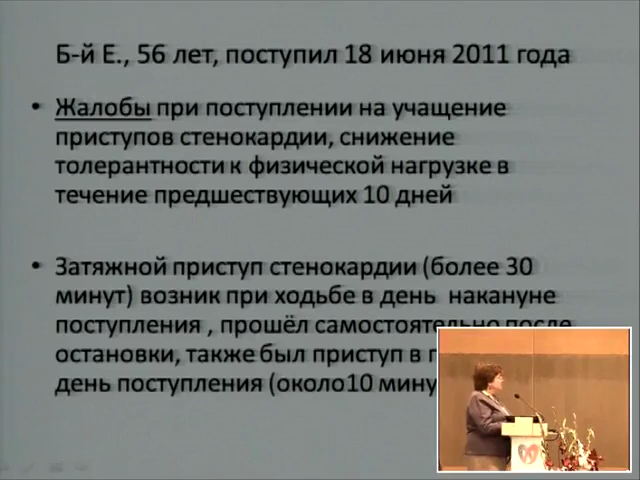 Б-й Е., 56 лет, поступил 18 июня 2011 года
• Жалобы при поступлении на учащение
приступов стенокардии, снижение
толерантности к физической нагрузке в
течение предшествующих 10 дней
• Затяжной приступ стенокардии (более 30
минут) возник при ходьбе в день накануне
поступления , прошёл самостоятельно после
остановки, также был приступ в
день поступления (около10